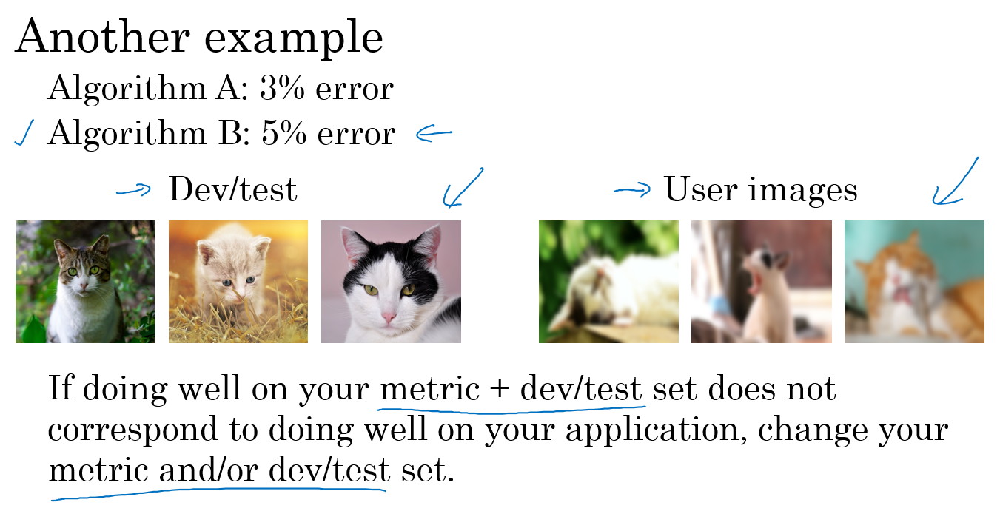 Another example
Algorithm A: 3% error
Algorithm B: 5% error
Dev/test
User images
If doing well on your metric + dev/test set does not
correspond to doing well on your application, change your
metric and/or dev/test set.